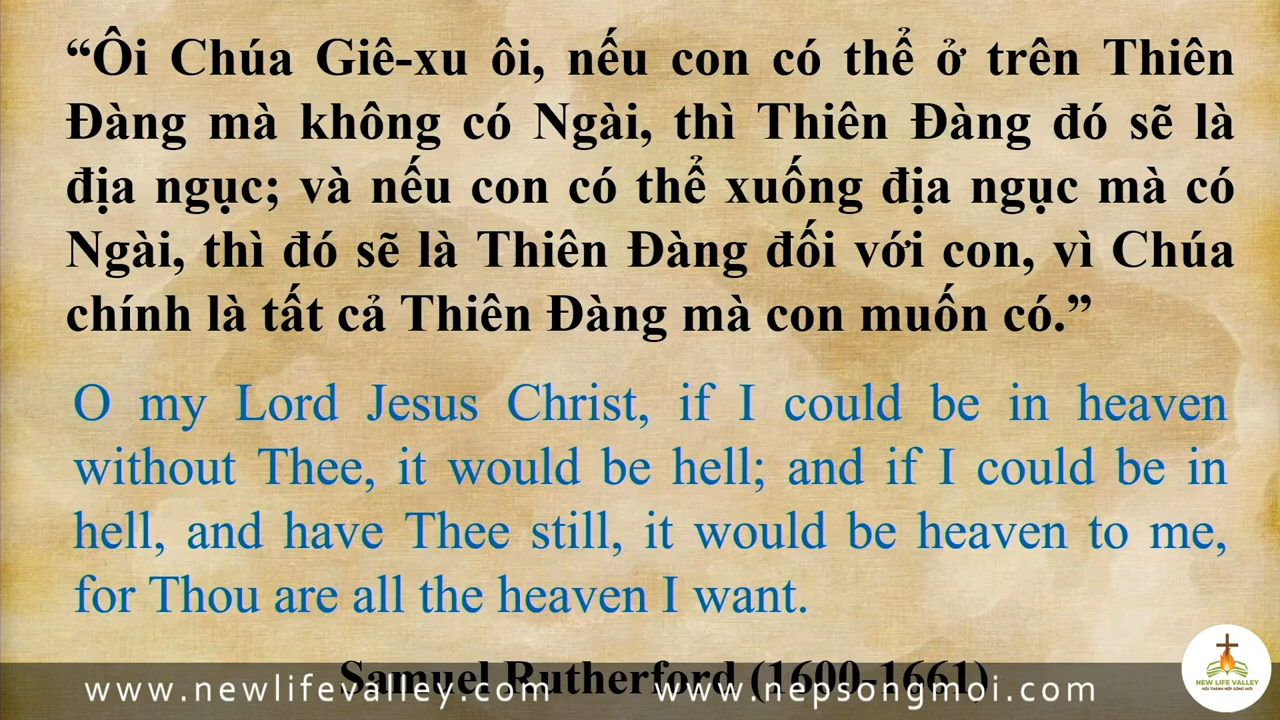 “Ôi Chúa Giê-xu ôi, nếu con có thể ở trên Thiên
Đàng mà không có Ngài, thì Thiên Đàng đó sẽ là
địa ngục; và nếu con có thể xuống địa ngục mà có
Ngài, thì đó sẽ là Thiên Đàng đối với con, vì Chúa
chính là tất cả Thiên Đàng mà con muốn có.”
O my Lord Jesus Christ, if I could be in heaven
without Thee, it would be hell; and if I could be in
hell, and have Thee still, it would be heaven to me,
for Thou are all the heaven I want.
Samuel Rutherford (1600-1661)
www.newlifevalley.com www.nepsongmoi.com
NEW LIFE VALLEY
HỘI THÁNH NẾP SỐNG MỚI